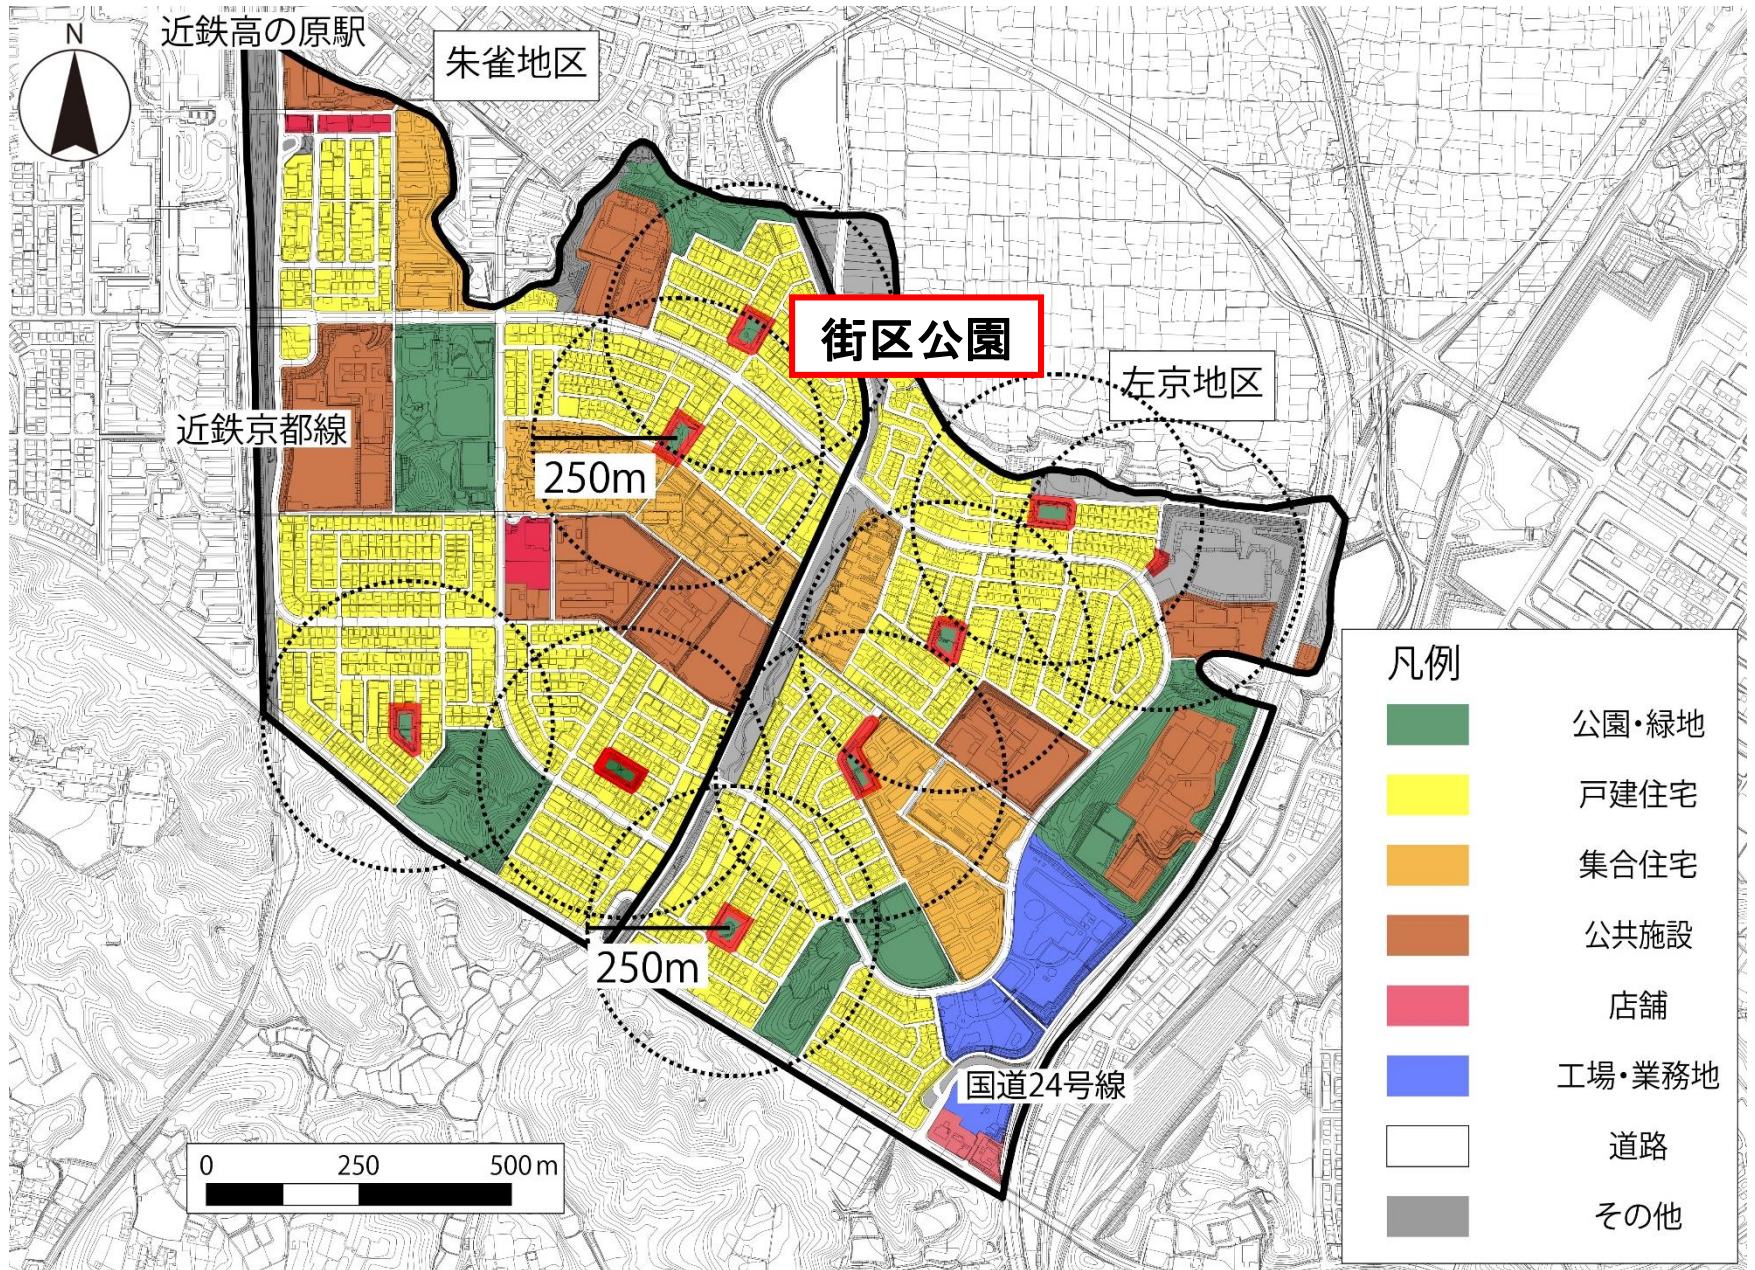 N
近鉄高の原駅
朱雀地区
街区公園
左京地区
近鉄京都線
250m
250m
国道24号線
0 250 500m
凡例
公園・緑地
戸建住宅
集合住宅
公共施設
店舗
工場・業務地
道路
その他